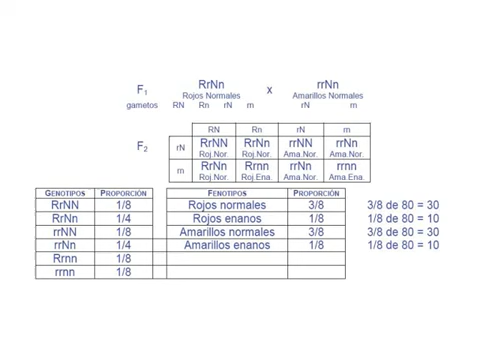 F1 RrNn x rrNn
Rojos Normales Amarillos Normales
gametos RN Rn rN rn rN rn
F2 RN Rn rN rn
rN RrNN RrNn rrNN rrNn
Roj.Nor. Roj.Nor. Ama.Nor. Ama.Nor.
rn RrNn Rrnn rrNn rrnn
Roj.Nor. Roj.Ena. Ama.Nor. Ama.Ena.
GENOTIPOS PROPORCIÓN FENOTIPOS PROPORCIÓN
RrNN 1/8 Rojos normales 3/8 3/8 de 80 = 30
RrNn 1/4 Rojos enanos 1/8 1/8 de 80 = 10
rrNN 1/8 Amarillos normales 3/8 3/8 de 80 = 30
rrNn 1/4 Amarillos enanos 1/8 1/8 de 80 = 10
Rrnn 1/8
rrnn 1/8